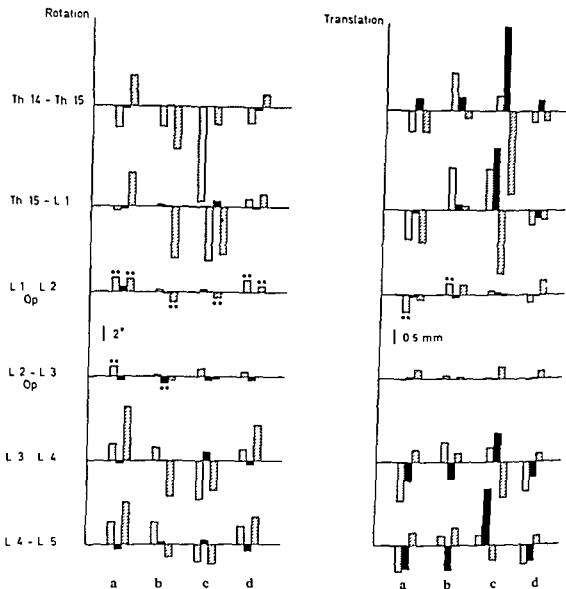 Rotation
Translation
Th 14 - Th 15
Th 15 - L 1
L 1 L 2
Op
2°
0.5 mm
L 2 - L 3
Op
L 3 L 4
L 4 - L 5
a b c d
a b c d